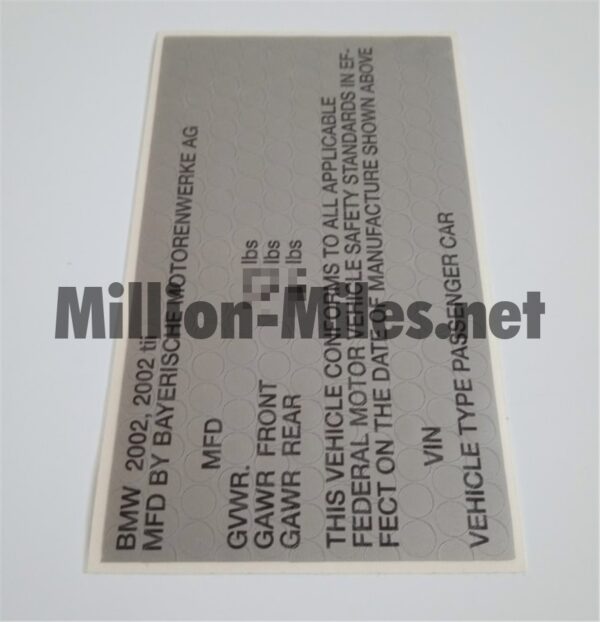 BMW 2002, 2002 tii
MFD BY BAYERISCHE MOTORENWERKE AG
MFD
GVWR. lbs
GAWR FRONT lbs
GAWR REAR lbs
THIS VEHICLE CONFORMS TO ALL APPLICABLE
FEDERAL MOTOR VEHICLE SAFETY STANDARDS IN EF-
FECT ON THE DATE OF MANUFACTURE SHOWN ABOVE
VIN
VEHICLE TYPE PASSENGER CAR
Million-Miles.net